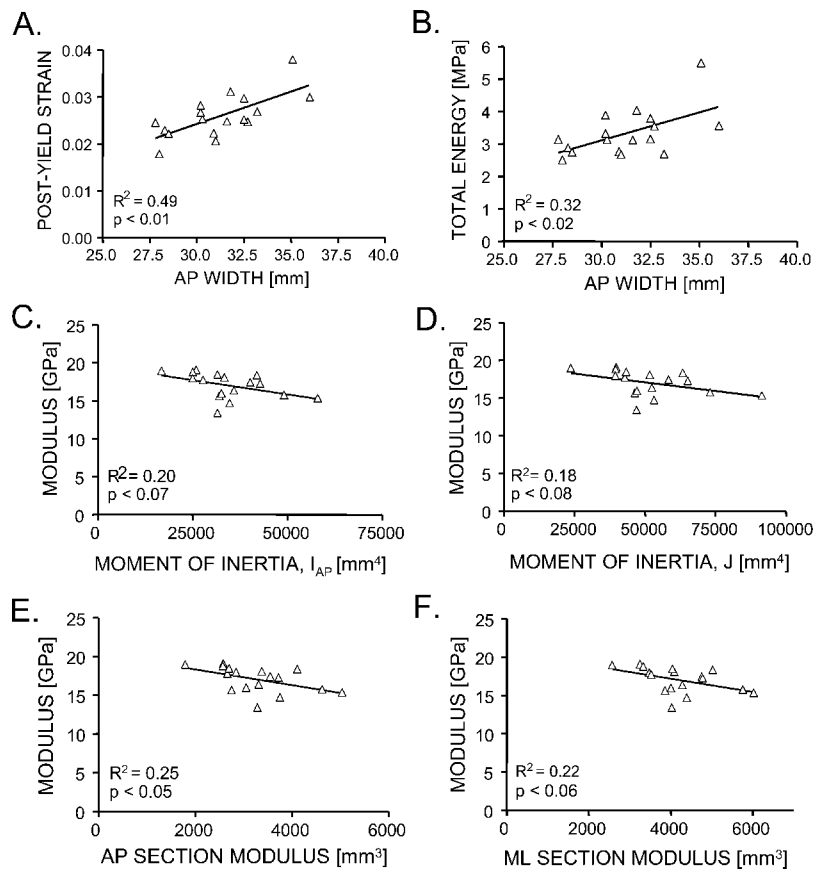 A.
POST-YIELD STRAIN
0.04
0.03
0.02
0.01
0.00
R² = 0.49
p < 0.01
25.0 27.5 30.0 32.5 35.0 37.5 40.0
AP WIDTH [mm]
B.
TOTAL ENERGY [MPa]
6
5
4
3
2
1
0
R² = 0.32
p < 0.02
25.0 27.5 30.0 32.5 35.0 37.5 40.0
AP WIDTH [mm]
C.
MODULUS [GPa]
25
20
15
10
5
0
R² = 0.20
p < 0.07
0 25000 50000 75000
MOMENT OF INERTIA, I_AP [mm⁴]
D.
MODULUS [GPa]
25
20
15
10
5
0
R² = 0.18
p < 0.08
0 25000 50000 75000 100000
MOMENT OF INERTIA, J [mm⁴]
E.
MODULUS [GPa]
25
20
15
10
5
0
R² = 0.25
p < 0.05
0 2000 4000 6000
AP SECTION MODULUS [mm³]
F.
MODULUS [GPa]
25
20
15
10
5
0
R² = 0.22
p < 0.06
0 2000 4000 6000
ML SECTION MODULUS [mm³]